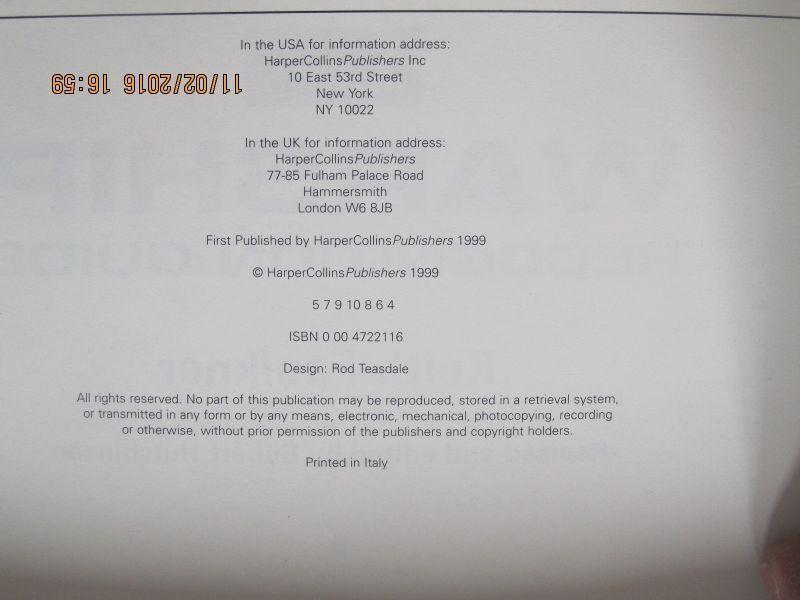 In the USA for information address:
HarperCollinsPublishers Inc
10 East 53rd Street
New York
NY 10022
11/02/2016 16:59
In the UK for information address:
HarperCollinsPublishers
77-85 Fulham Palace Road
Hammersmith
London W6 8JB
First Published by HarperCollinsPublishers 1999
© HarperCollinsPublishers 1999
5 7 9 10 8 6 4
ISBN 0 00 4722116
Design: Rod Teasdale
All rights reserved. No part of this publication may be reproduced, stored in a retrieval system,
or transmitted in any form or by any means, electronic, mechanical, photocopying, recording
or otherwise, without prior permission of the publishers and copyright holders.
Printed in Italy